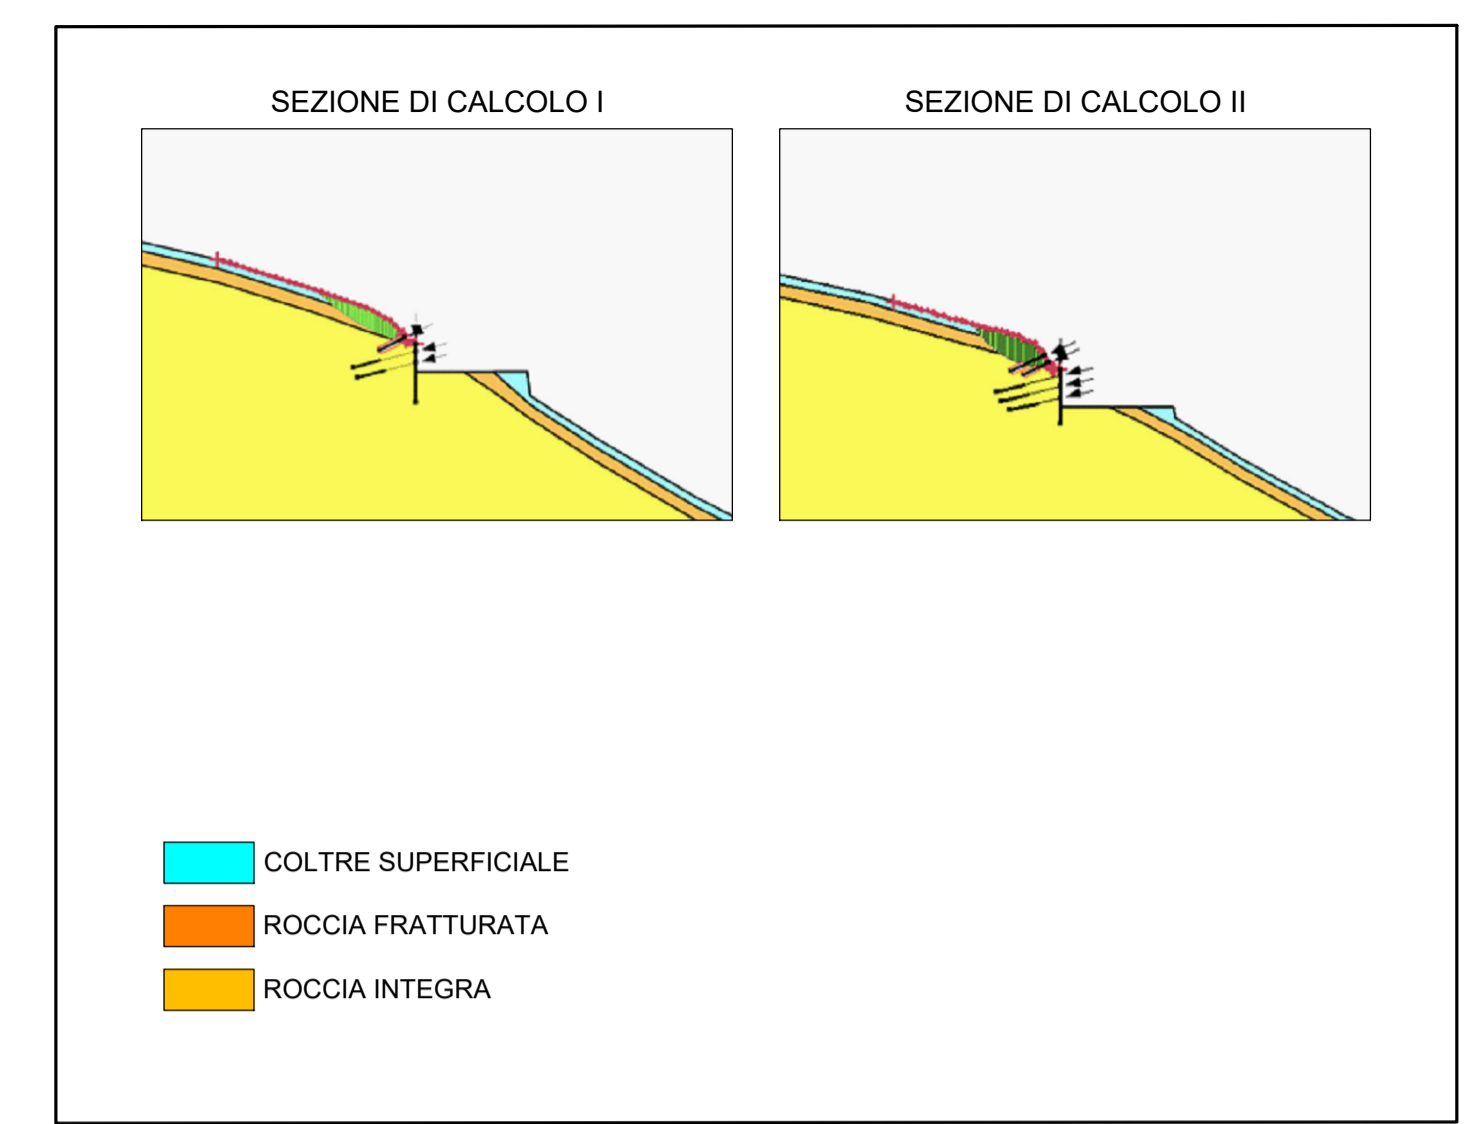 SEZIONE DI CALCOLO I
SEZIONE DI CALCOLO II
COLTRE SUPERFICIALE
ROCCIA FRATTURATA
ROCCIA INTEGRA